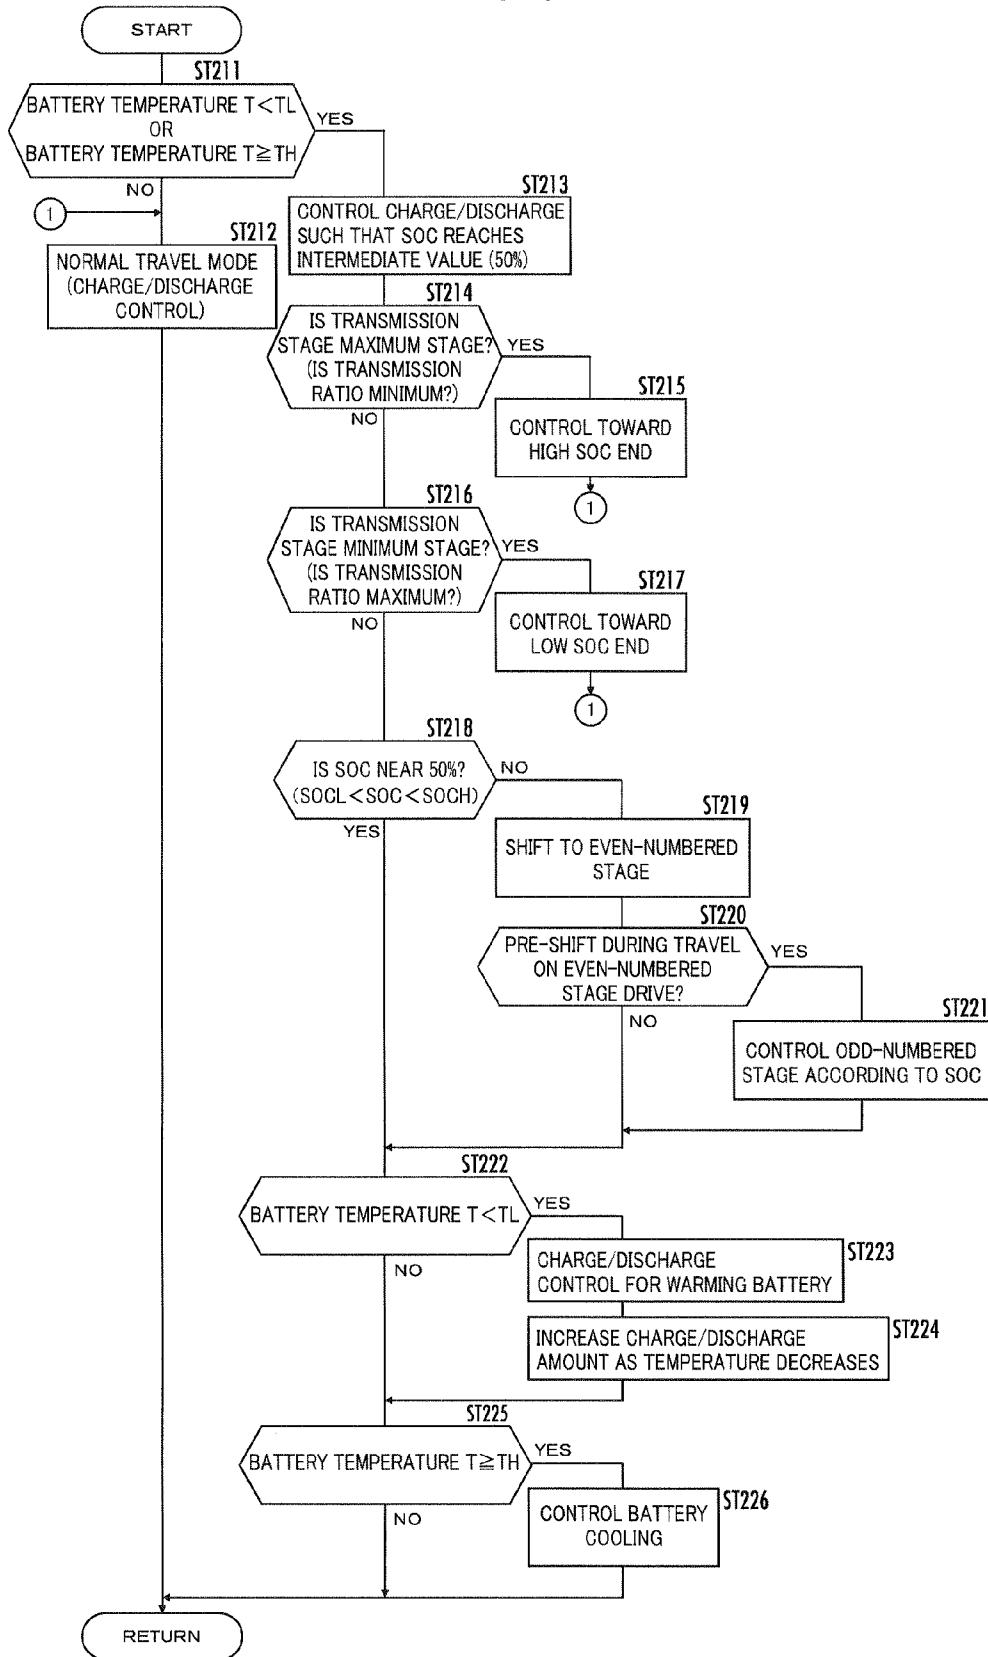 START
ST211
BATTERY TEMPERATURE T<TL
OR
BATTERY TEMPERATURE T≧TH
YES
NO
1
ST212
NORMAL TRAVEL MODE
(CHARGE/DISCHARGE
CONTROL)
ST213
CONTROL CHARGE/DISCHARGE
SUCH THAT SOC REACHES
INTERMEDIATE VALUE (50%)
ST214
IS TRANSMISSION
STAGE MAXIMUM STAGE?
(IS TRANSMISSION
RATIO MINIMUM?)
YES
NO
ST215
CONTROL TOWARD
HIGH SOC END
1
ST216
IS TRANSMISSION
STAGE MINIMUM STAGE?
(IS TRANSMISSION
RATIO MAXIMUM?)
YES
NO
ST217
CONTROL TOWARD
LOW SOC END
1
ST218
IS SOC NEAR 50%?
(SOCL<SOC<SOCH)
NO
YES
ST219
SHIFT TO EVEN-NUMBERED
STAGE
ST220
PRE-SHIFT DURING TRAVEL
ON EVEN-NUMBERED
STAGE DRIVE?
YES
NO
ST221
CONTROL ODD-NUMBERED
STAGE ACCORDING TO SOC
ST222
BATTERY TEMPERATURE T<TL
YES
NO
ST223
CHARGE/DISCHARGE
CONTROL FOR WARMING BATTERY
ST224
INCREASE CHARGE/DISCHARGE
AMOUNT AS TEMPERATURE DECREASES
ST225
BATTERY TEMPERATURE T≧TH
YES
NO
ST226
CONTROL BATTERY
COOLING
RETURN